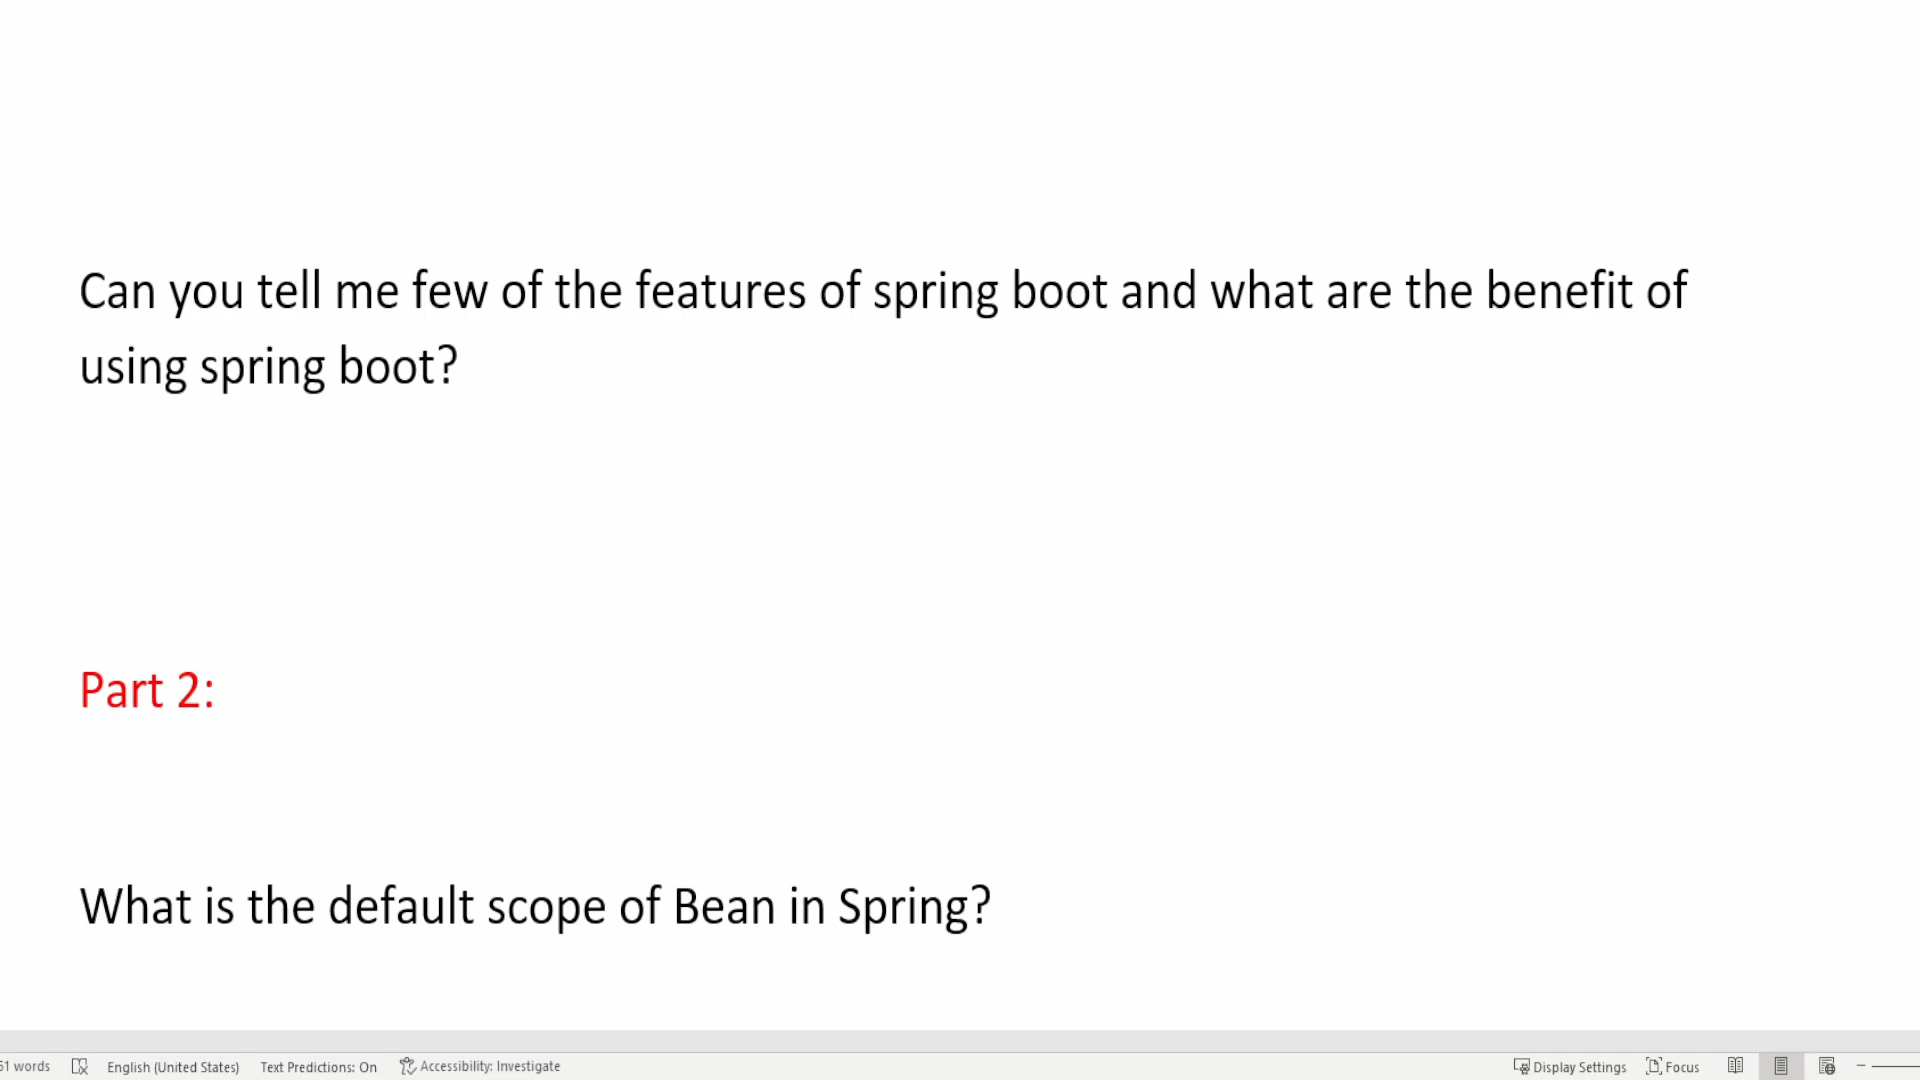 Can you tell me few of the features of spring boot and what are the benefit of
using spring boot?
Part 2:
What is the default scope of Bean in Spring?
51 words English (United States) Text Predictions: On Accessibility: Investigate Display Settings Focus